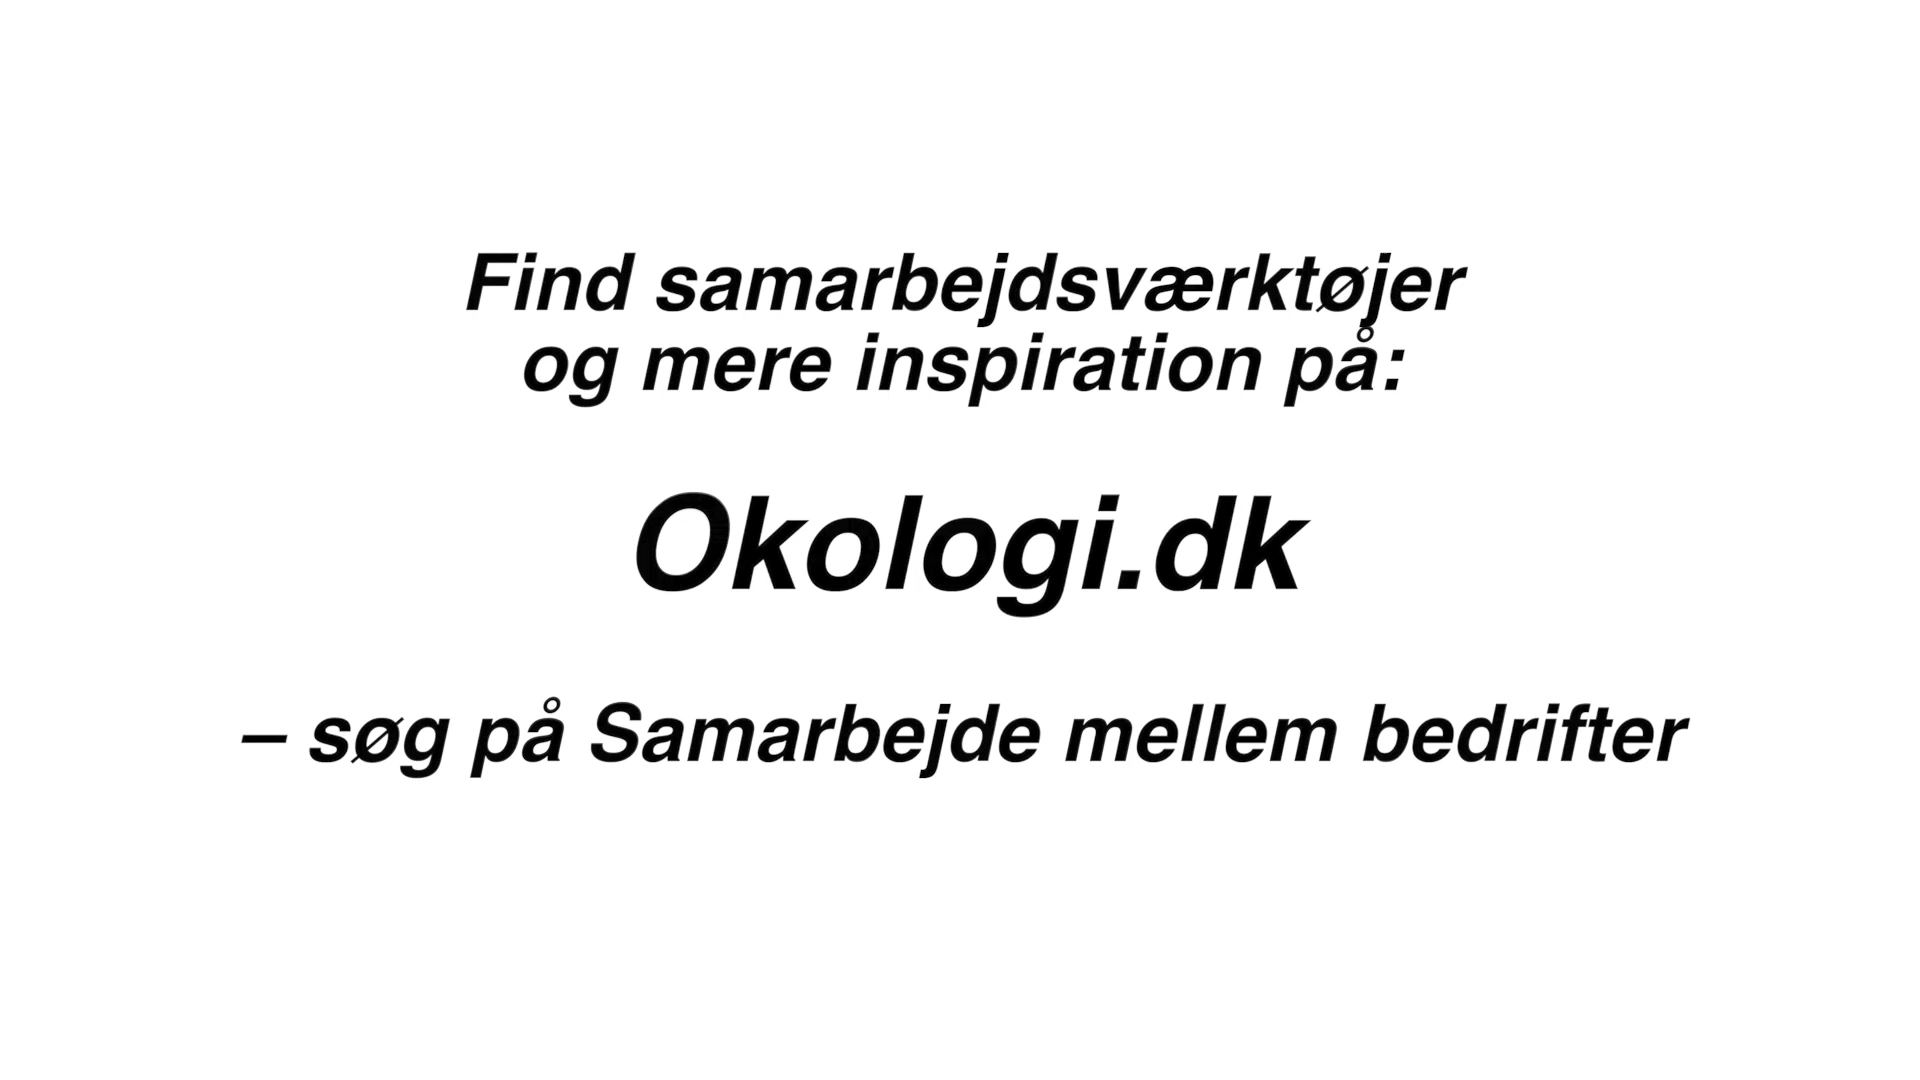 Find samarbejdsværktøjer
og mere inspiration på:
Okologi.dk
– søg på Samarbejde mellem bedrifter